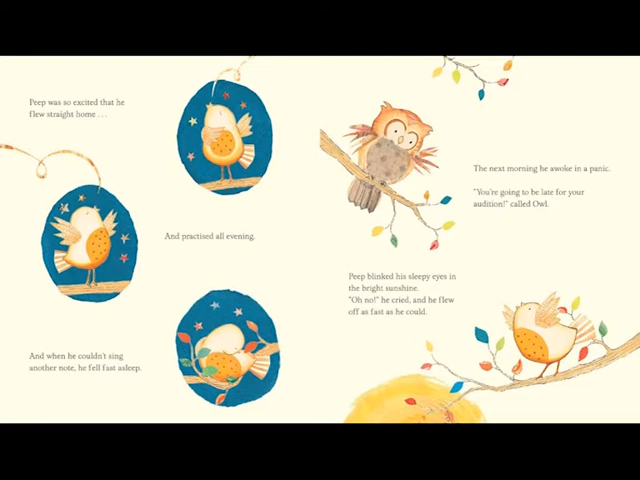 Peep was so excited that he
flew straight home . . .
And practised all evening.
And when he couldn't sing
another note, he fell fast asleep.
The next morning he awoke in a panic.
"You're going to be late for your
audition!" called Owl.
Peep blinked his sleepy eyes in
the bright sunshine.
"Oh no!" he cried, and he flew
off as fast as he could.